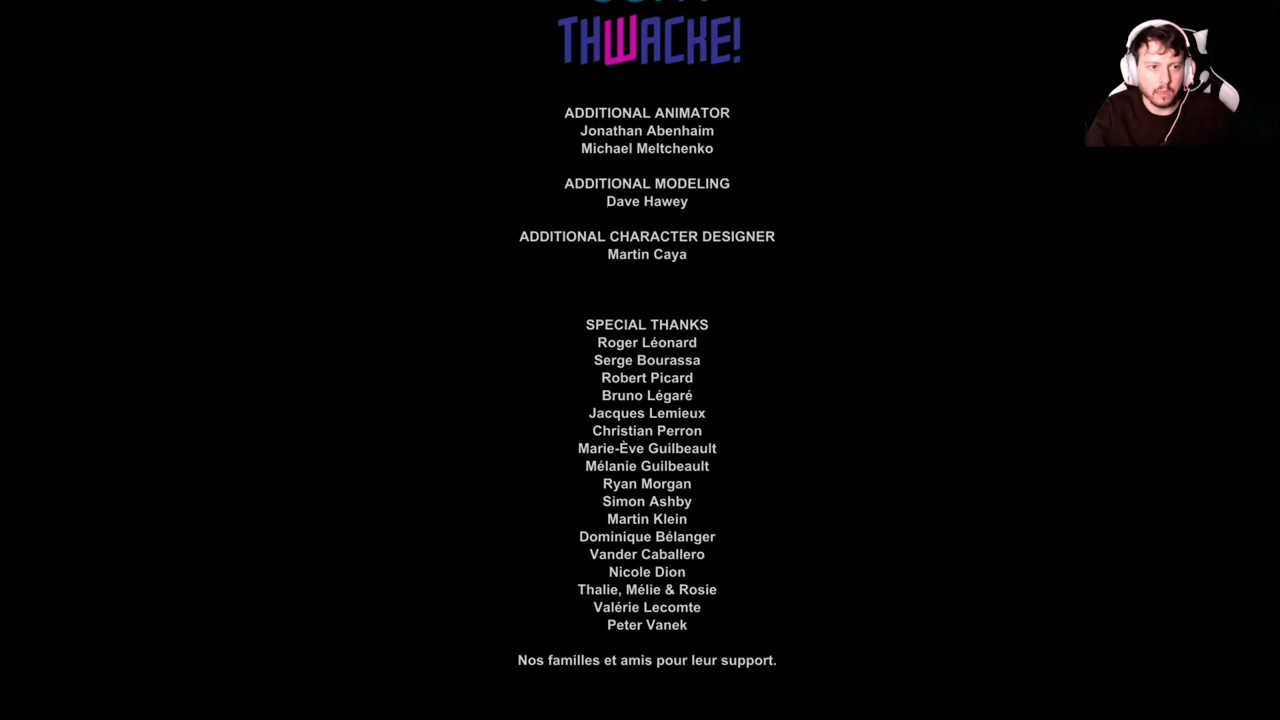 THWACKE!
ADDITIONAL ANIMATOR
Jonathan Abenhaim
Michael Meltchenko
ADDITIONAL MODELING
Dave Hawey
ADDITIONAL CHARACTER DESIGNER
Martin Caya
SPECIAL THANKS
Roger Léonard
Serge Bourassa
Robert Picard
Bruno Légaré
Jacques Lemieux
Christian Perron
Marie-Ève Guilbeault
Mélanie Guilbeault
Ryan Morgan
Simon Ashby
Martin Klein
Dominique Bélanger
Vander Caballero
Nicole Dion
Thalie, Mélie & Rosie
Valérie Lecomte
Peter Vanek
Nos familles et amis pour leur support.